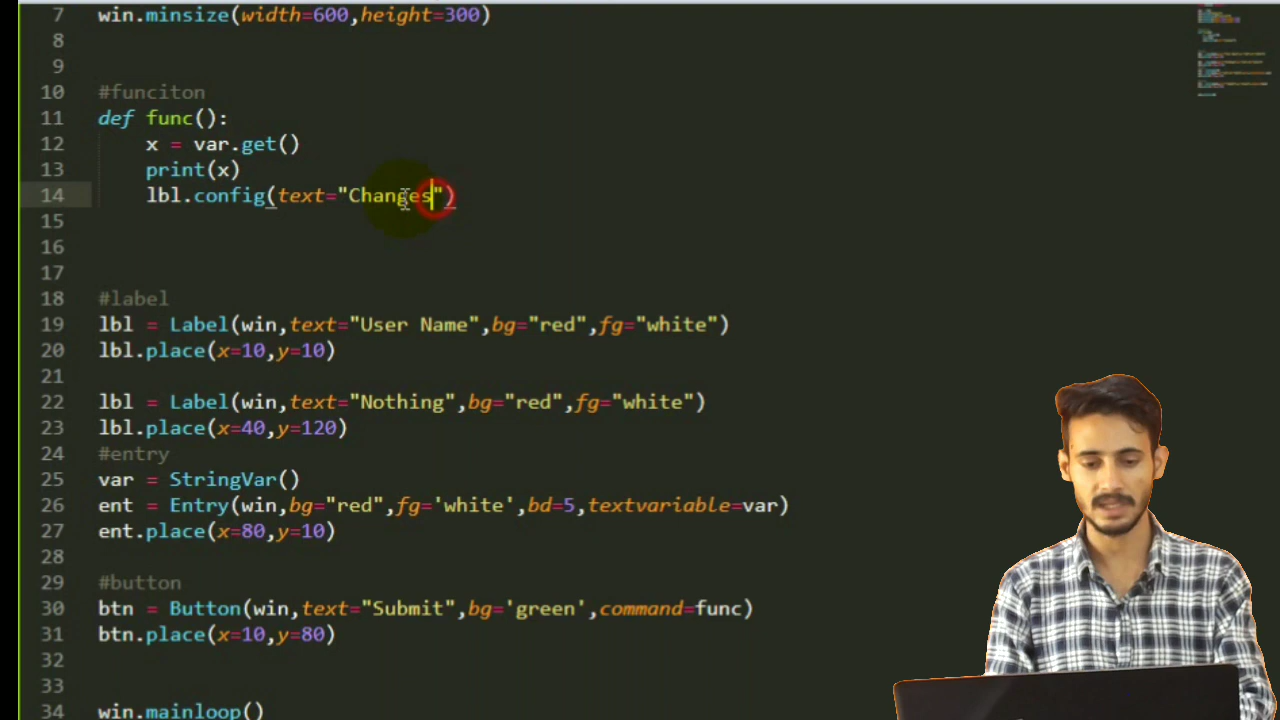 7 win.minsize(width=600,height=300)
8
9
10 #funciton
11 def func():
12 x = var.get()
13 print(x)
14 lbl.config(text="Changes")
15
16
17
18 #label
19 lbl = Label(win,text="User Name",bg="red",fg="white")
20 lbl.place(x=10,y=10)
21
22 lbl = Label(win,text="Nothing",bg="red",fg="white")
23 lbl.place(x=40,y=120)
24 #entry
25 var = StringVar()
26 ent = Entry(win,bg="red",fg='white',bd=5,textvariable=var)
27 ent.place(x=80,y=10)
28
29 #button
30 btn = Button(win,text="Submit",bg='green',command=func)
31 btn.place(x=10,y=80)
32
33
34 win.mainloop()